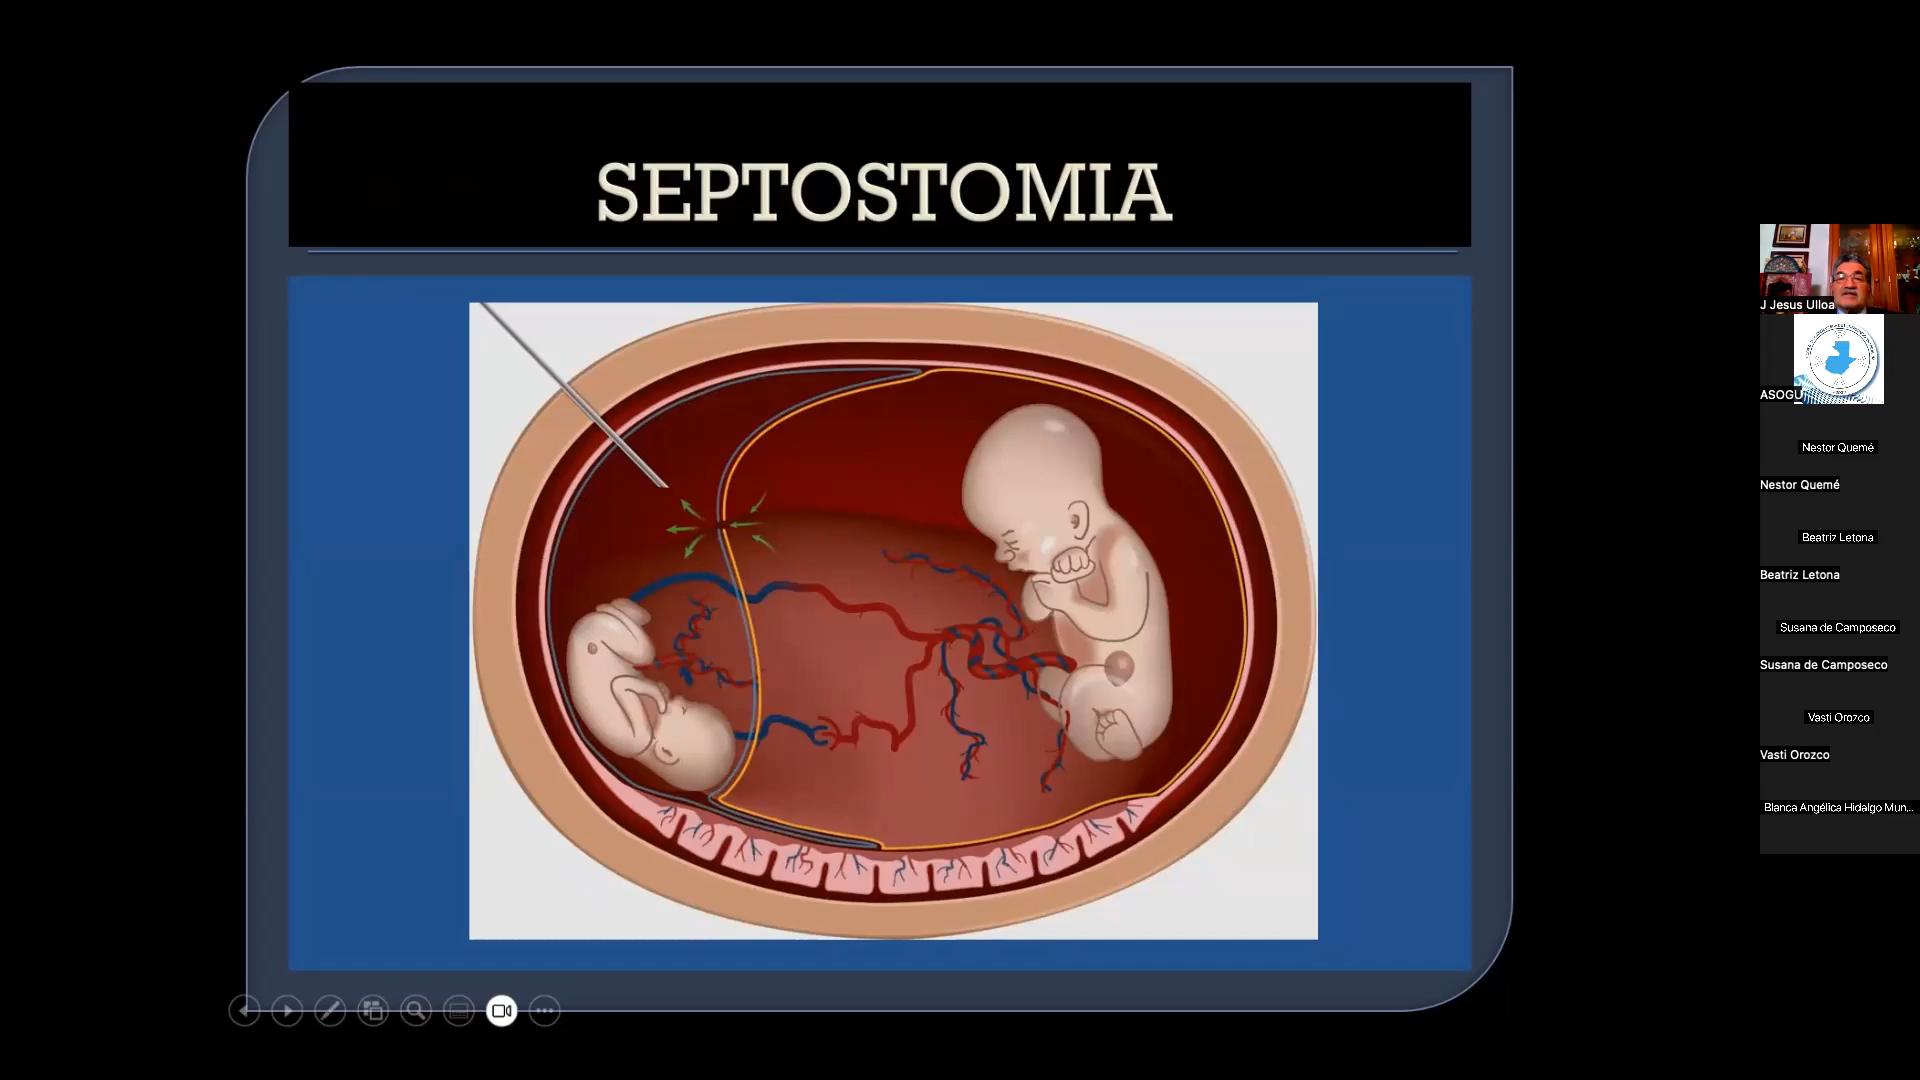 SEPTOSTOMIA
J Jesus Ulloa
ASOGU
Nestor Quemé
Nestor Quemé
Beatriz Letona
Beatriz Letona
Susana de Camposeco
Susana de Camposeco
Vasti Orozco
Vasti Orozco
Blanca Angélica Hidalgo Mun...